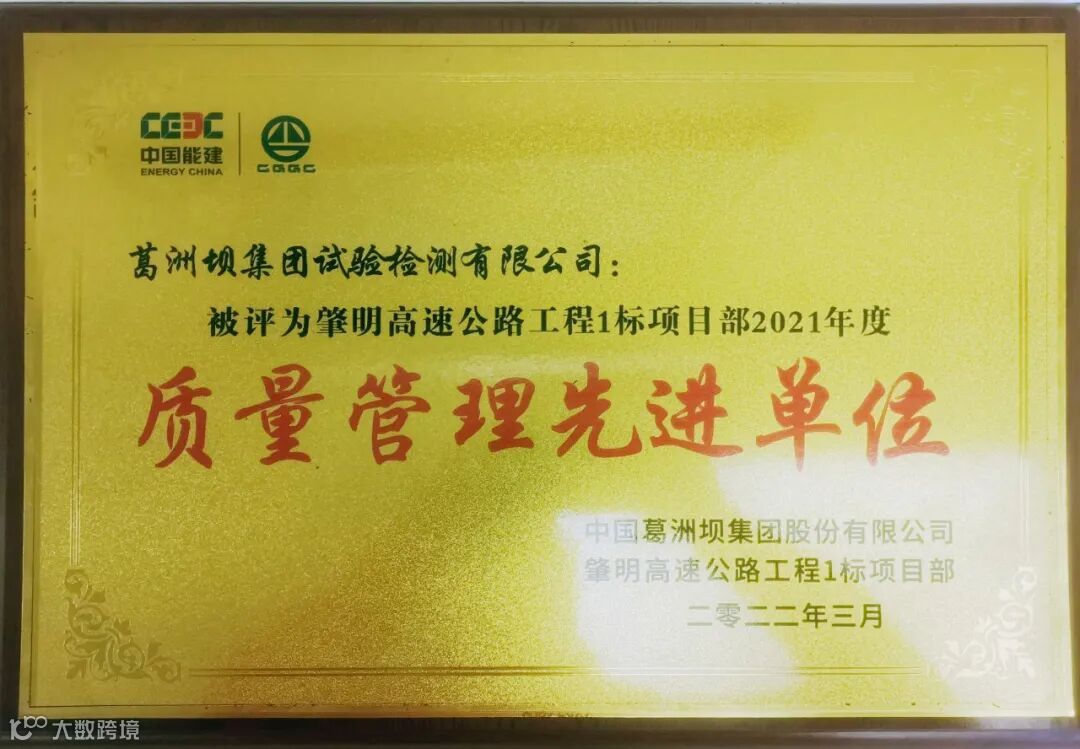 CEEC
中国能建
ENERGY CHINA
CGGC
葛洲坝集团试验检测有限公司：
被评为肇明高速公路工程1标项目部2021年度
质量管理先进单位
中国葛洲坝集团股份有限公司
肇明高速公路工程1标项目部
二零二二年三月
大数跨境